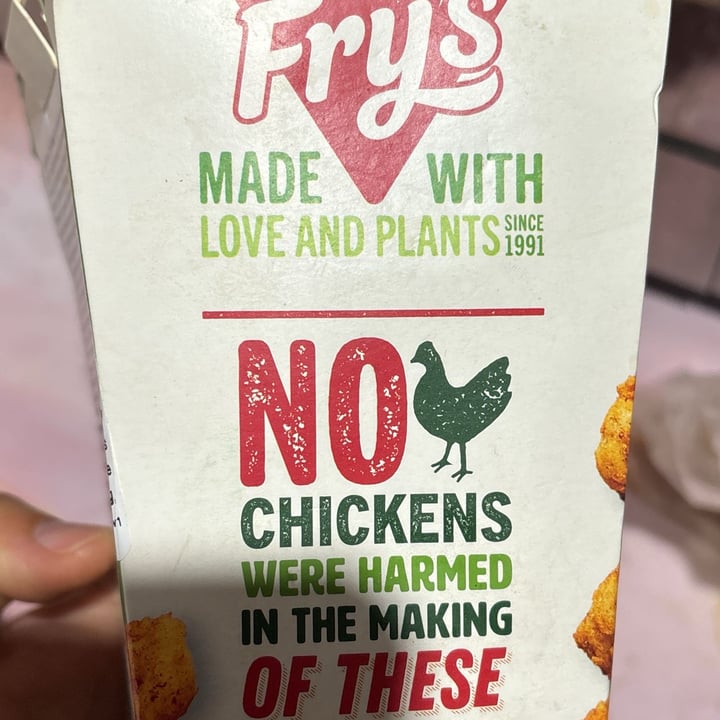 Fry's
MADE WITH
LOVE AND PLANTS SINCE 1991
NO
CHICKENS
WERE HARMED
IN THE MAKING
OF THESE